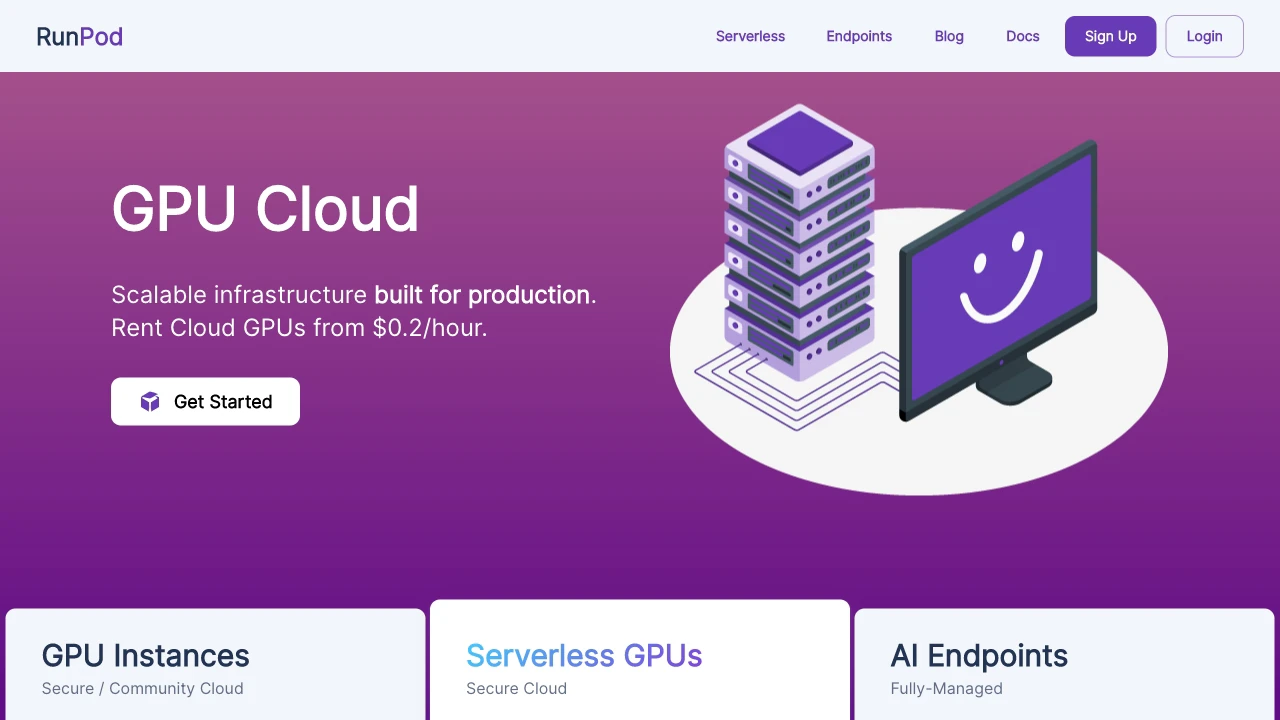 RunPod
Serverless
Endpoints
Blog
Docs
Sign Up
Login
GPU Cloud
Scalable infrastructure built for production.
Rent Cloud GPUs from $0.2/hour.
Get Started
GPU Instances
Secure / Community Cloud
Serverless GPUs
Secure Cloud
AI Endpoints
Fully-Managed